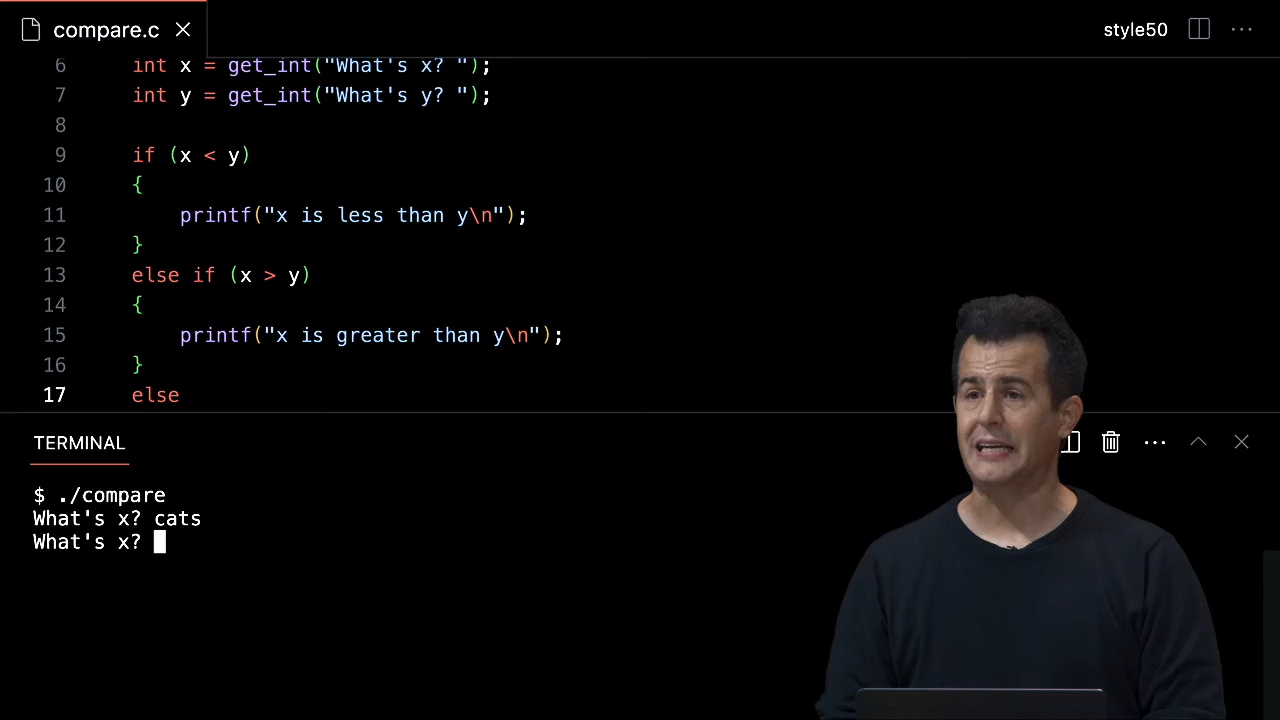 compare.c
style50
6 int x = get_int("What's x? ");
7 int y = get_int("What's y? ");
8
9 if (x < y)
10 {
11 printf("x is less than y\n");
12 }
13 else if (x > y)
14 {
15 printf("x is greater than y\n");
16 }
17 else
TERMINAL
$ ./compare
What's x? cats
What's x?